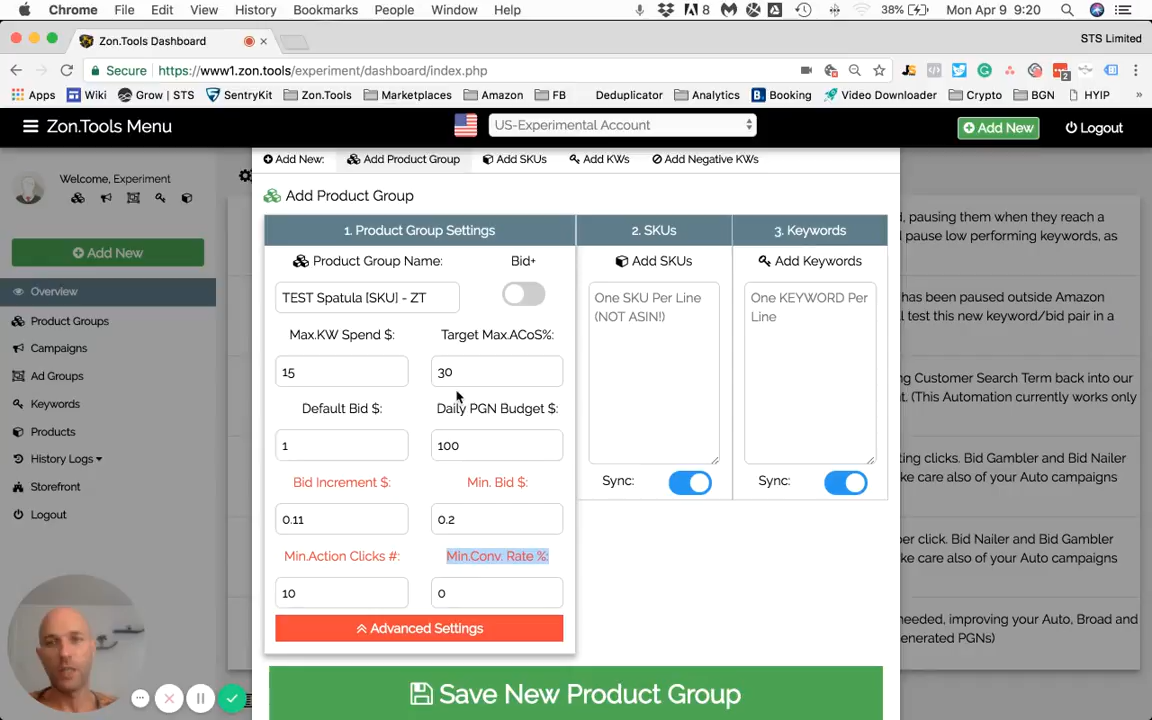 Chrome File Edit View History Bookmarks People Window Help
8 38% Mon Apr 9 9:20
Zon.Tools Dashboard
STS Limited
Secure https://www1.zon.tools/experiment/dashboard/index.php
Apps Wiki Grow | STS SentryKit Zon.Tools Marketplaces Amazon FB Deduplicator Analytics Booking Video Downloader Crypto BGN HYIP »
Zon.Tools Menu US-Experimental Account Add New Logout
Welcome, Experiment
Add New
Overview
Product Groups
Campaigns
Ad Groups
Keywords
Products
History Logs
Storefront
Logout
Add New: Add Product Group Add SKUs Add KWs Add Negative KWs
Add Product Group
1. Product Group Settings
Product Group Name: Bid+
TEST Spatula [SKU] - ZT
Max.KW Spend $: Target Max.ACoS%:
15 30
Default Bid $: Daily PGN Budget $:
1 100
Bid Increment $: Min. Bid $:
0.11 0.2
Min.Action Clicks #: Min.Conv. Rate %:
10 0
Advanced Settings
2. SKUs
Add SKUs
One SKU Per Line
(NOT ASIN!)
Sync:
3. Keywords
Add Keywords
One KEYWORD Per
Line
Sync:
Save New Product Group
, pausing them when they reach a
pause low performing keywords, as
has been paused outside Amazon
test this new keyword/bid pair in a
ng Customer Search Term back into our
t. (This Automation currently works only
ting clicks. Bid Gambler and Bid Nailer
ke care also of your Auto campaigns
per click. Bid Nailer and Bid Gambler
ke care also of your Auto campaigns
needed, improving your Auto, Broad and
enerated PGNs)